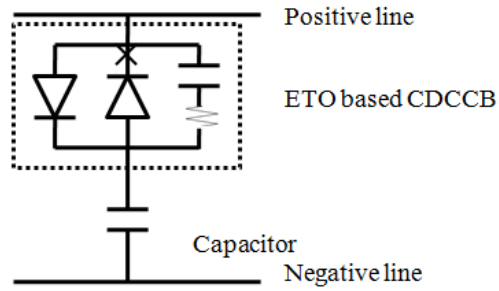 Positive line
ETO based CDCCB
Capacitor
Negative line